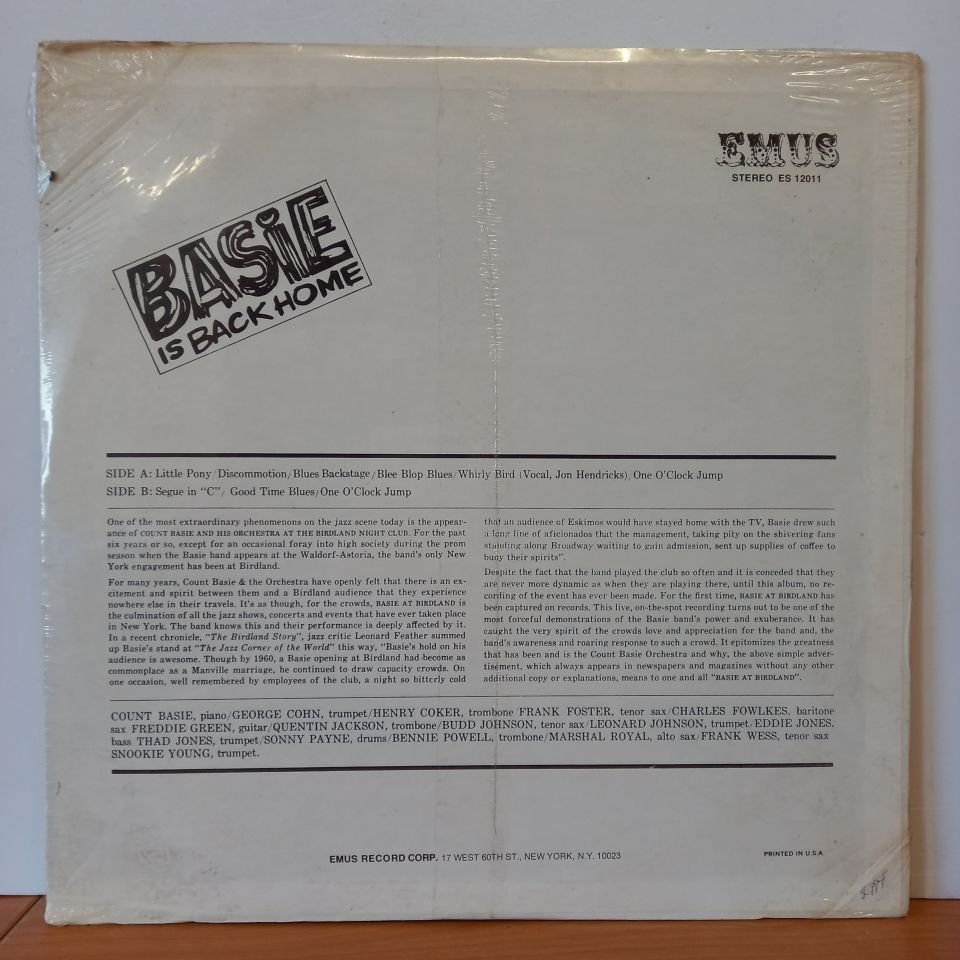 EMUS
STEREO ES 12011
BASIE
IS BACK HOME
SIDE A: Little Pony/Discommotion/Blues Backstage/Blee Blop Blues/Whirly Bird (Vocal, Jon Hendricks) One O'Clock Jump
SIDE B: Segue in "C"/ Good Time Blues/One O'Clock Jump
One of the most extraordinary phenomenons on the jazz scene today is the appear-
ance of COUNT BASIE AND HIS ORCHESTRA AT THE BIRDLAND NIGHT CLUB. For the past
six years or so, except for an occasional foray into high society during the prom
season when the Basie band appears at the Waldorf-Astoria, the band's only New
York engagement has been at Birdland.
For many years, Count Basie & the Orchestra have openly felt that there is an ex-
citement and spirit between them and a Birdland audience that they experience
nowhere else in their travels. It's as though, for the crowds, BASIE AT BIRDLAND is
the culmination of all the jazz shows, concerts and events that have ever taken place
in New York. The band knows this and their performance is deeply affected by it.
In a recent chronicle, "The Birdland Story", jazz critic Leonard Feather summed
up Basie's stand at "The Jazz Corner of the World" this way, "Basie's hold on his
audience is awesome. Though by 1960, a Basie opening at Birdland had become as
commonplace as a Manville marriage, he continued to draw capacity crowds. On
one occasion, well remembered by employees of the club, a night so bitterly cold
that an audience of Eskimos would have stayed home with the TV, Basie drew such
a long line of aficionados that the management, taking pity on the shivering fans
standing along Broadway waiting to gain admission, sent up supplies of coffee to
buoy their spirits".
Despite the fact that the band played the club so often and it is conceded that they
are never more dynamic as when they are playing there, until this album, no re-
cording of the event has ever been made. For the first time, BASIE AT BIRDLAND has
been captured on records. This live, on-the-spot recording turns out to be one of the
most forceful demonstrations of the Basie band's power and exuberance. It has
caught the very spirit of the crowds love and appreciation for the band and, the
band's awareness and roaring response to such a crowd. It epitomizes the greatness
that has been and is the Count Basie Orchestra and why, the above simple adver-
tisement, which always appears in newspapers and magazines without any other
additional copy or explanations, means to one and all "BASIE AT BIRDLAND".
COUNT BASIE, piano/GEORGE COHN, trumpet/HENRY COKER, trombone FRANK FOSTER, tenor sax/CHARLES FOWLKES, baritone
sax FREDDIE GREEN, guitar/QUENTIN JACKSON, trombone/BUDD JOHNSON, tenor sax/LEONARD JOHNSON, trumpet/EDDIE JONES,
bass THAD JONES, trumpet/SONNY PAYNE, drums/BENNIE POWELL, trombone/MARSHAL ROYAL, alto sax/FRANK WESS, tenor sax
SNOOKIE YOUNG, trumpet.
EMUS RECORD CORP. 17 WEST 60TH ST., NEW YORK, N.Y. 10023
PRINTED IN U.S.A.